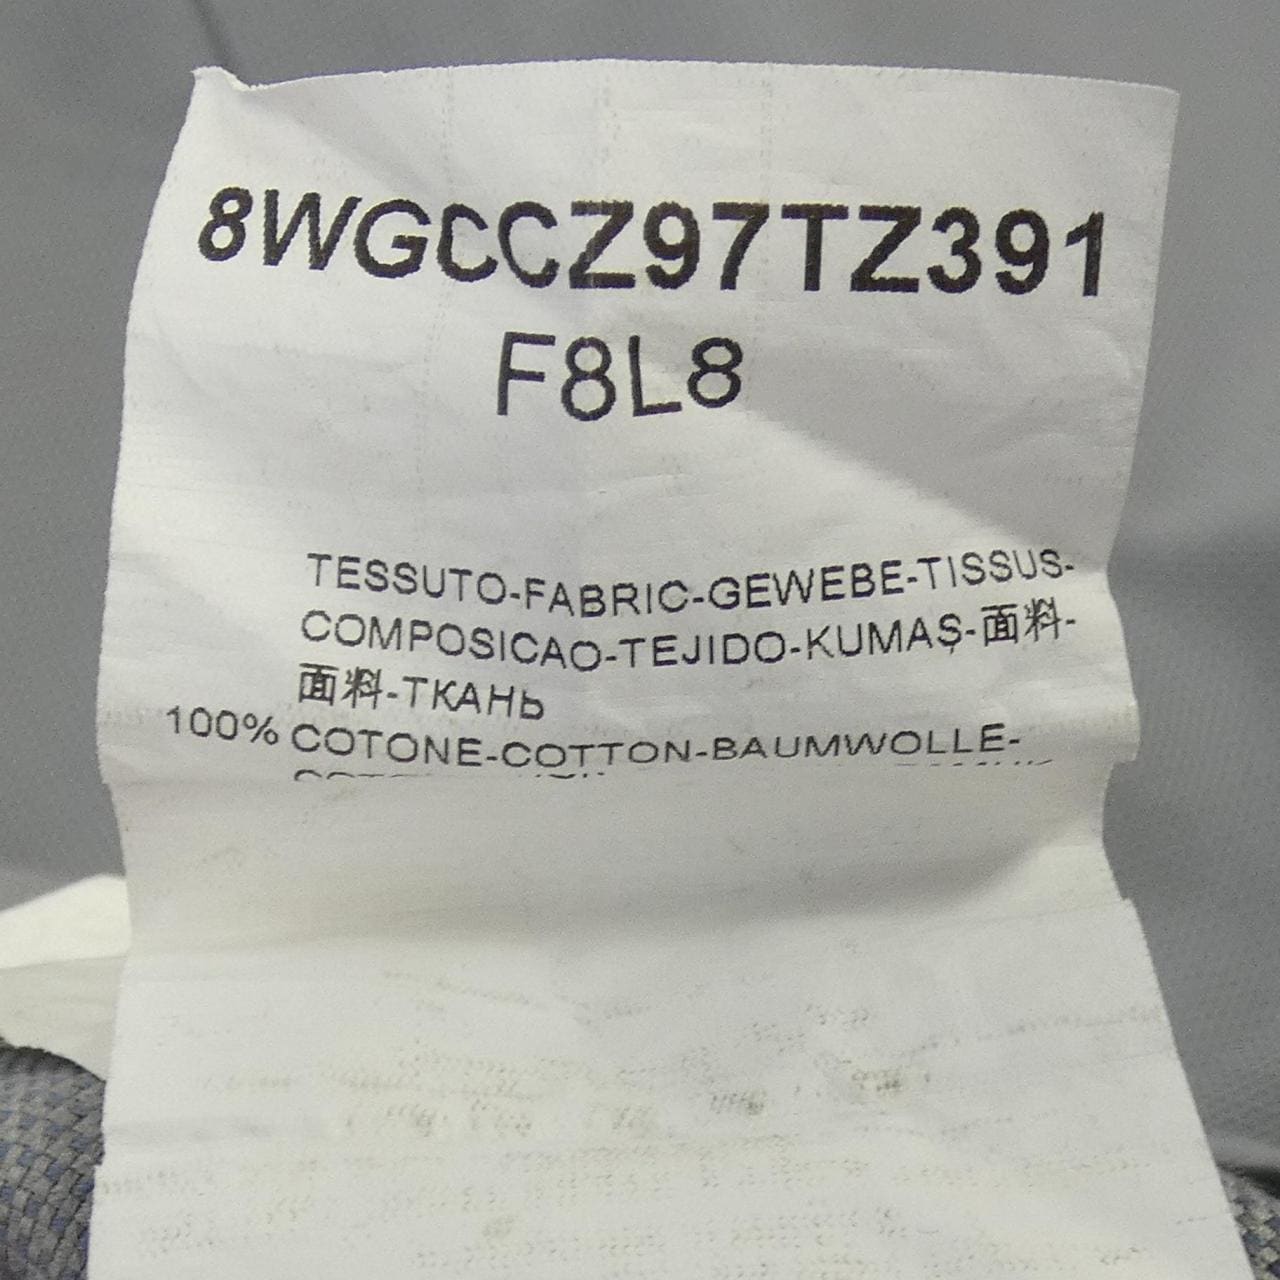 8WGCCZ97TZ391
F8L8
TESSUTO-FABRIC-GEWEBE-TISSUS-
COMPOSICAO-TEJIDO-KUMAŞ-面料-
面料-ТКАНЬ
100% COTONE-COTTON-BAUMWOLLE-